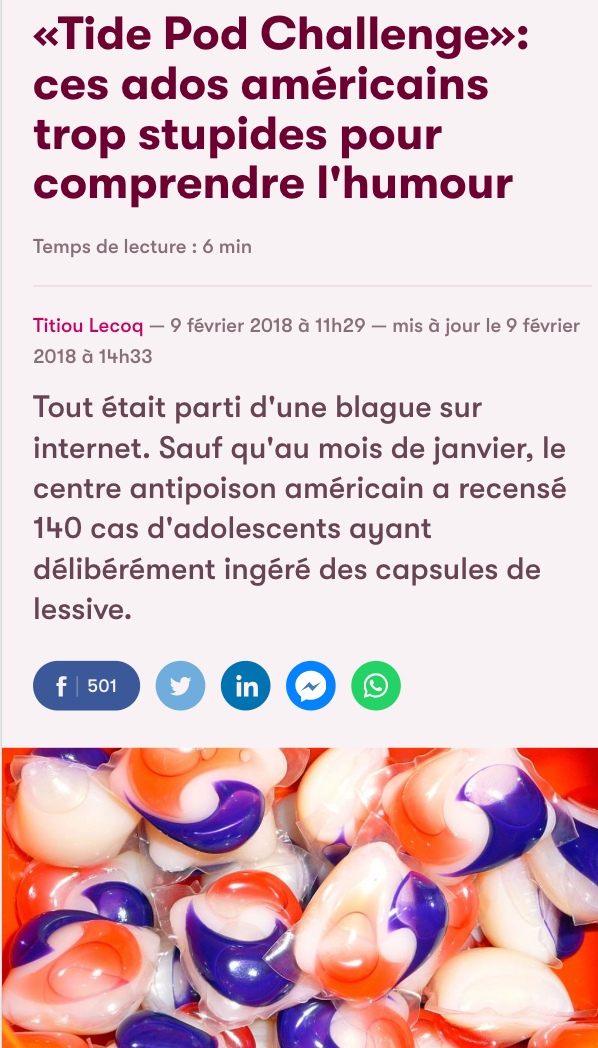 «Tide Pod Challenge»:
ces ados américains
trop stupides pour
comprendre l'humour
Temps de lecture : 6 min
Titiou Lecoq — 9 février 2018 à 11h29 — mis à jour le 9 février
2018 à 14h33
Tout était parti d'une blague sur
internet. Sauf qu'au mois de janvier, le
centre antipoison américain a recensé
140 cas d'adolescents ayant
délibérément ingéré des capsules de
lessive.
f | 501 in